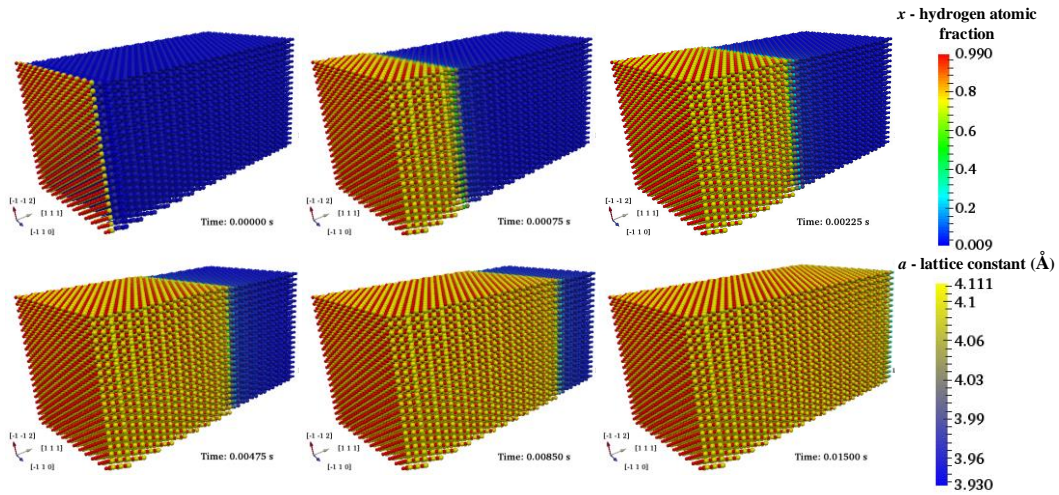 x - hydrogen atomic
fraction
0.990
0.8
0.6
0.4
0.2
0.009
[-1 -1 2]
[1 1 1]
[-1 1 0]
Time: 0.00000 s
[-1 -1 2]
[1 1 1]
[-1 1 0]
Time: 0.00075 s
[-1 -1 2]
[1 1 1]
[-1 1 0]
Time: 0.00225 s
a - lattice constant (Å)
4.111
4.1
4.06
4.03
3.99
3.96
3.930
[-1 -1 2]
[1 1 1]
[-1 1 0]
Time: 0.00475 s
[-1 -1 2]
[1 1 1]
[-1 1 0]
Time: 0.00850 s
[-1 -1 2]
[1 1 1]
[-1 1 0]
Time: 0.01500 s